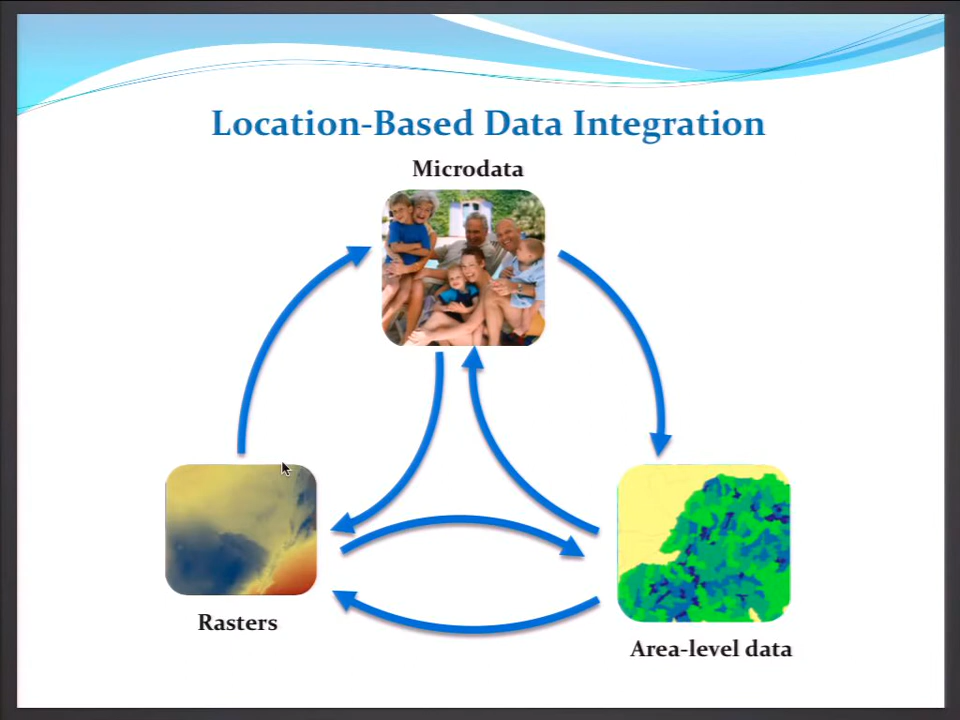 Location-Based Data Integration
Microdata
Rasters
Area-level data